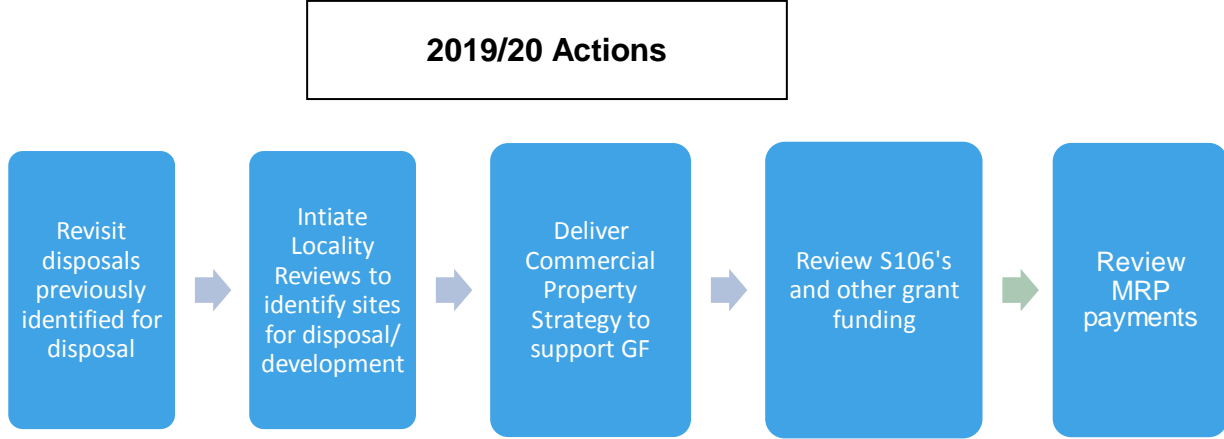 2019/20 Actions
Revisit
disposals
previously
identified for
disposal
Intiate
Locality
Reviews to
identify sites
for disposal/
development
Deliver
Commercial
Property
Strategy to
support GF
Review S106's
and other grant
funding
Review
MRP
payments